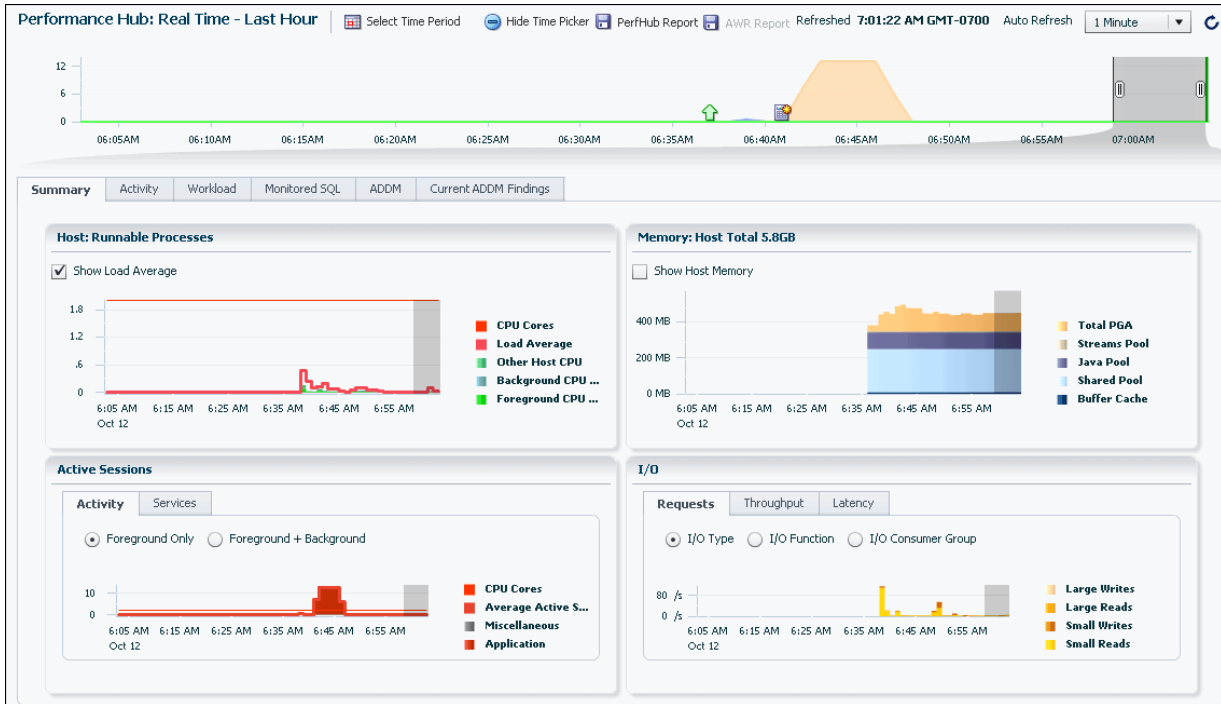 Performance Hub: Real Time - Last Hour Select Time Period Hide Time Picker PerfHub Report AWR Report Refreshed 7:01:22 AM GMT-0700 Auto Refresh 1 Minute
12
6
0
06:05AM 06:10AM 06:15AM 06:20AM 06:25AM 06:30AM 06:35AM 06:40AM 06:45AM 06:50AM 06:55AM 07:00AM
Summary Activity Workload Monitored SQL ADDM Current ADDM Findings
Host: Runnable Processes
Show Load Average
1.8
1.2
.6
0
6:05 AM 6:15 AM 6:25 AM 6:35 AM 6:45 AM 6:55 AM
Oct 12
CPU Cores
Load Average
Other Host CPU
Background CPU ...
Foreground CPU ...
Memory: Host Total 5.8GB
Show Host Memory
400 MB
200 MB
0 MB
6:05 AM 6:15 AM 6:25 AM 6:35 AM 6:45 AM 6:55 AM
Oct 12
Total PGA
Streams Pool
Java Pool
Shared Pool
Buffer Cache
Active Sessions
Activity Services
Foreground Only Foreground + Background
10
0
6:05 AM 6:15 AM 6:25 AM 6:35 AM 6:45 AM 6:55 AM
Oct 12
CPU Cores
Average Active S...
Miscellaneous
Application
I/O
Requests Throughput Latency
I/O Type I/O Function I/O Consumer Group
80 /s
0 /s
6:05 AM 6:15 AM 6:25 AM 6:35 AM 6:45 AM 6:55 AM
Oct 12
Large Writes
Large Reads
Small Writes
Small Reads